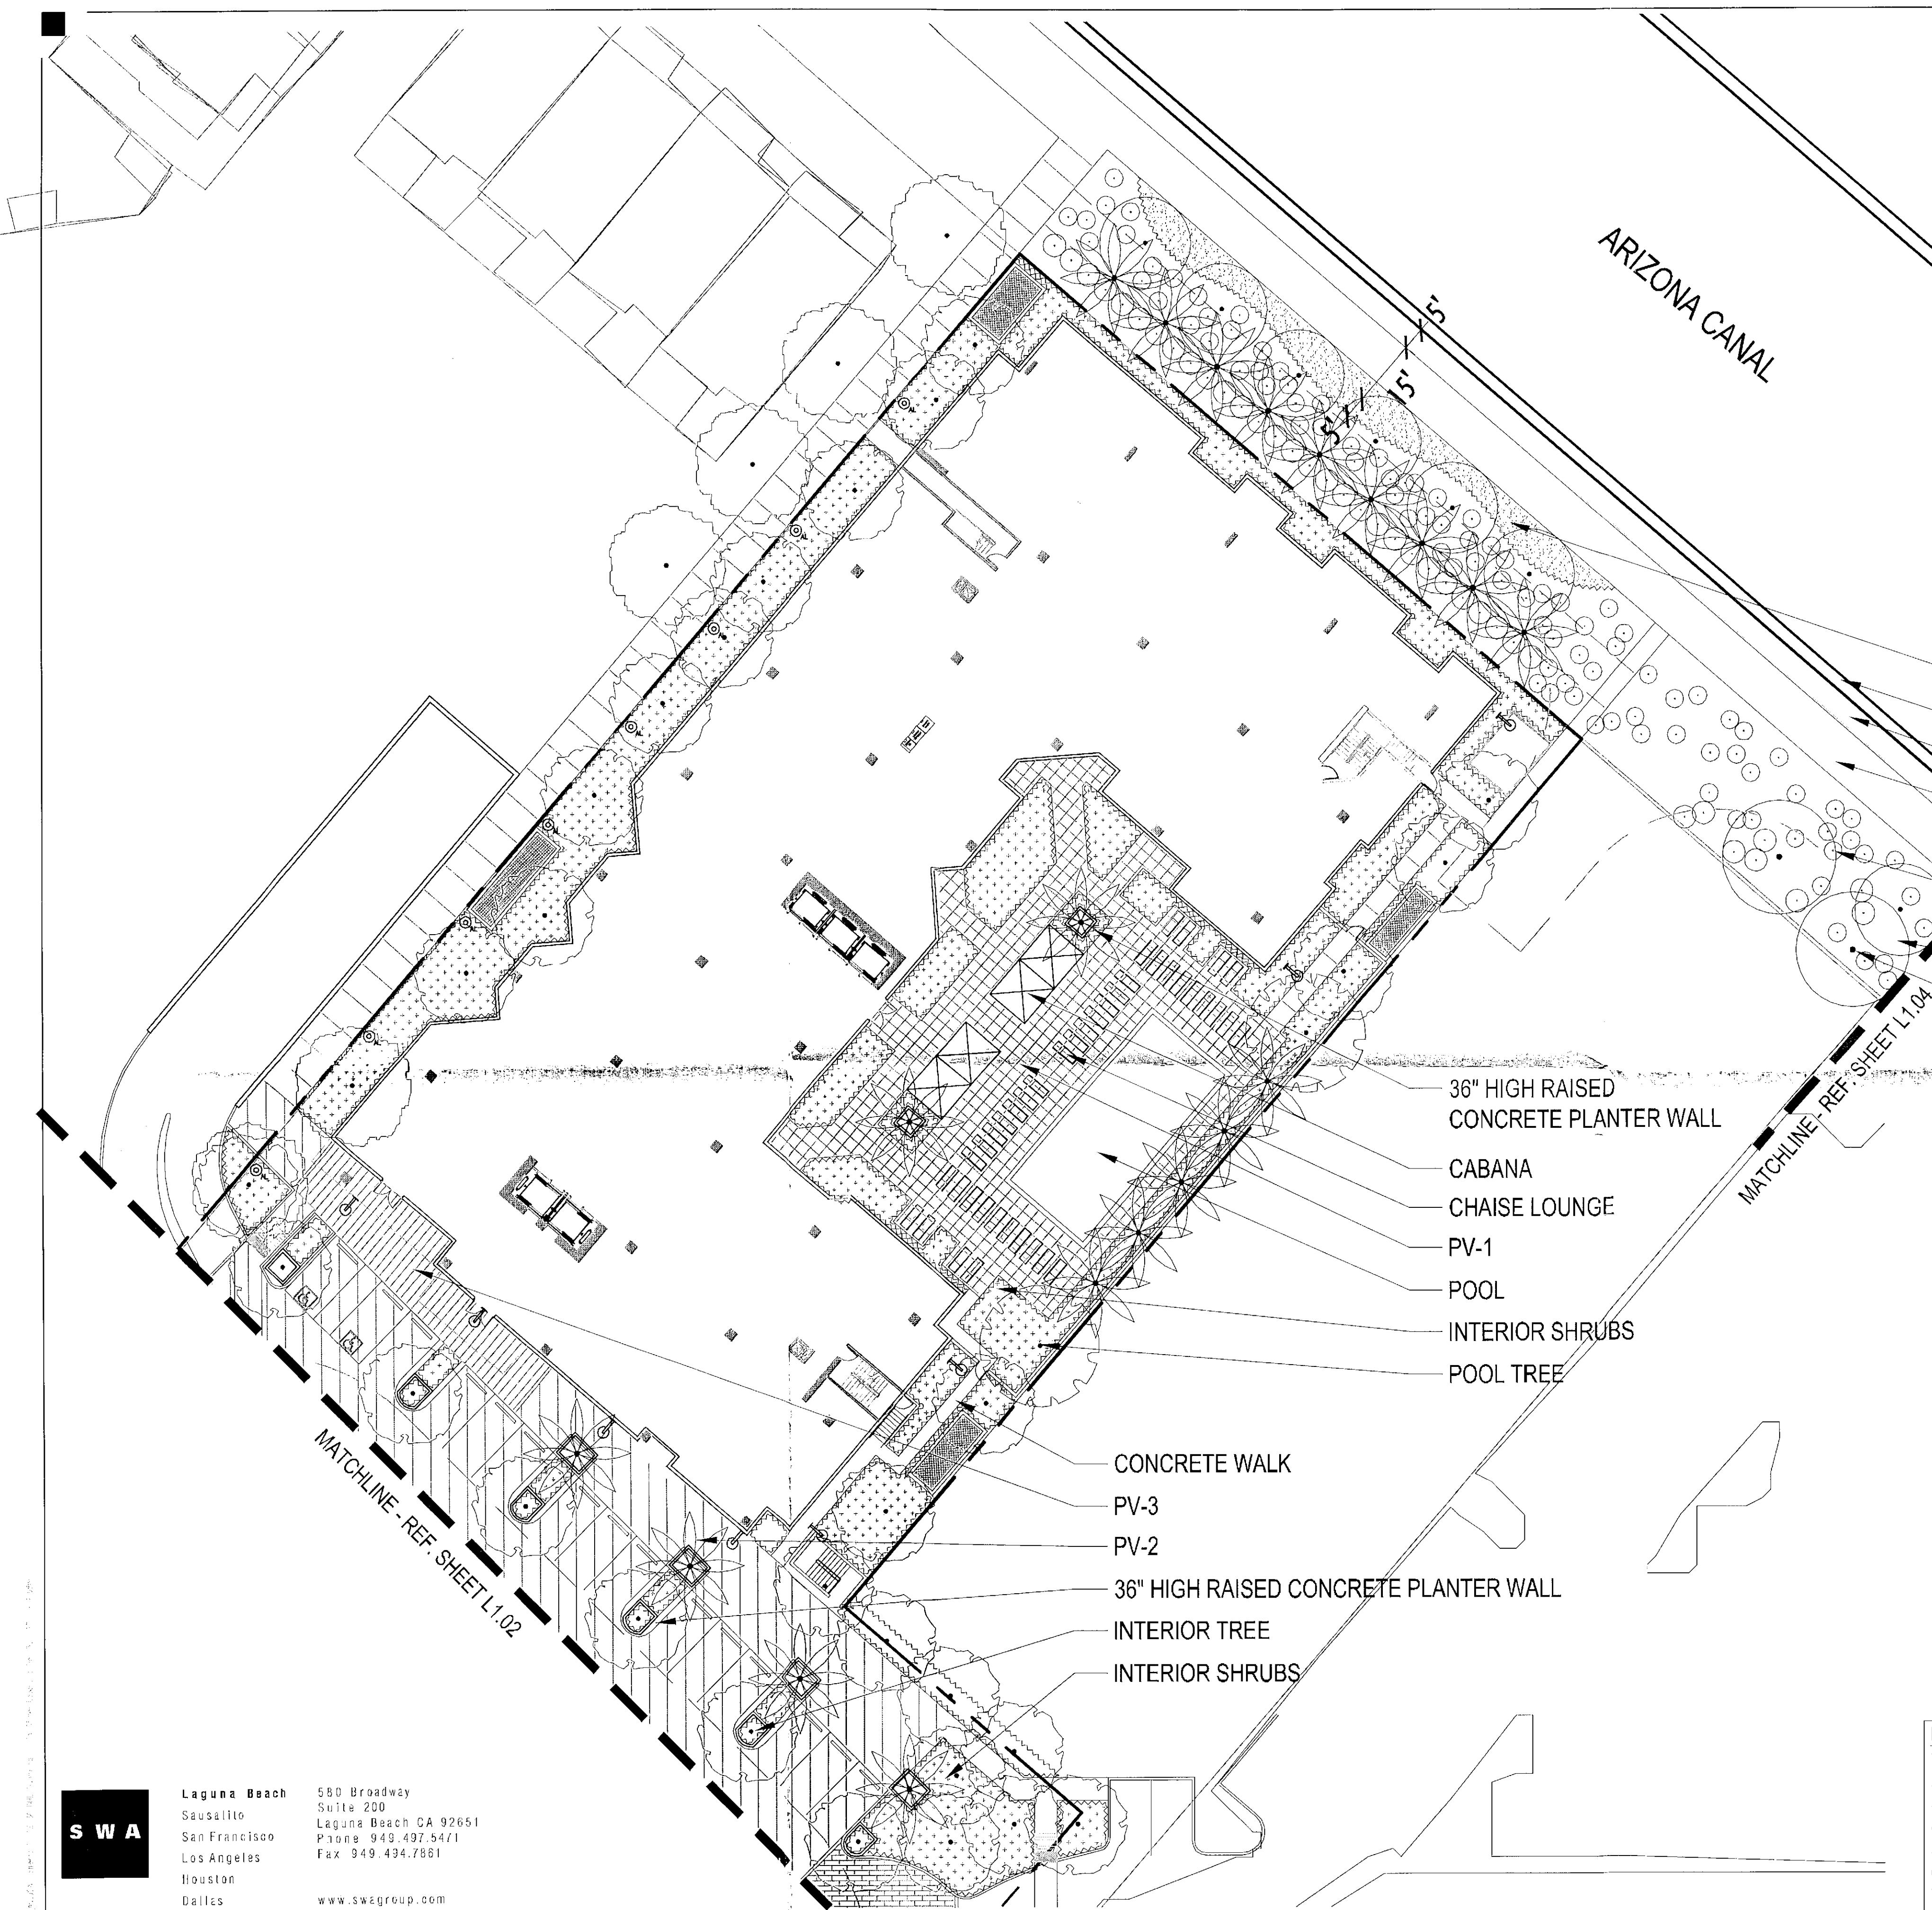 ARIZONA CANAL
5'
15'
5'
36" HIGH RAISED
CONCRETE PLANTER WALL
CABANA
CHAISE LOUNGE
PV-1
POOL
INTERIOR SHRUBS
POOL TREE
MATCHLINE - REF. SHEET L1.04
CONCRETE WALK
PV-3
PV-2
36" HIGH RAISED CONCRETE PLANTER WALL
INTERIOR TREE
INTERIOR SHRUBS
MATCHLINE - REF. SHEET L1.02
SWA
Laguna Beach
Sausalito
San Francisco
Los Angeles
Houston
Dallas
580 Broadway
Suite 200
Laguna Beach CA 92651
Phone 949.497.5471
Fax 949.494.7861
www.swagroup.com